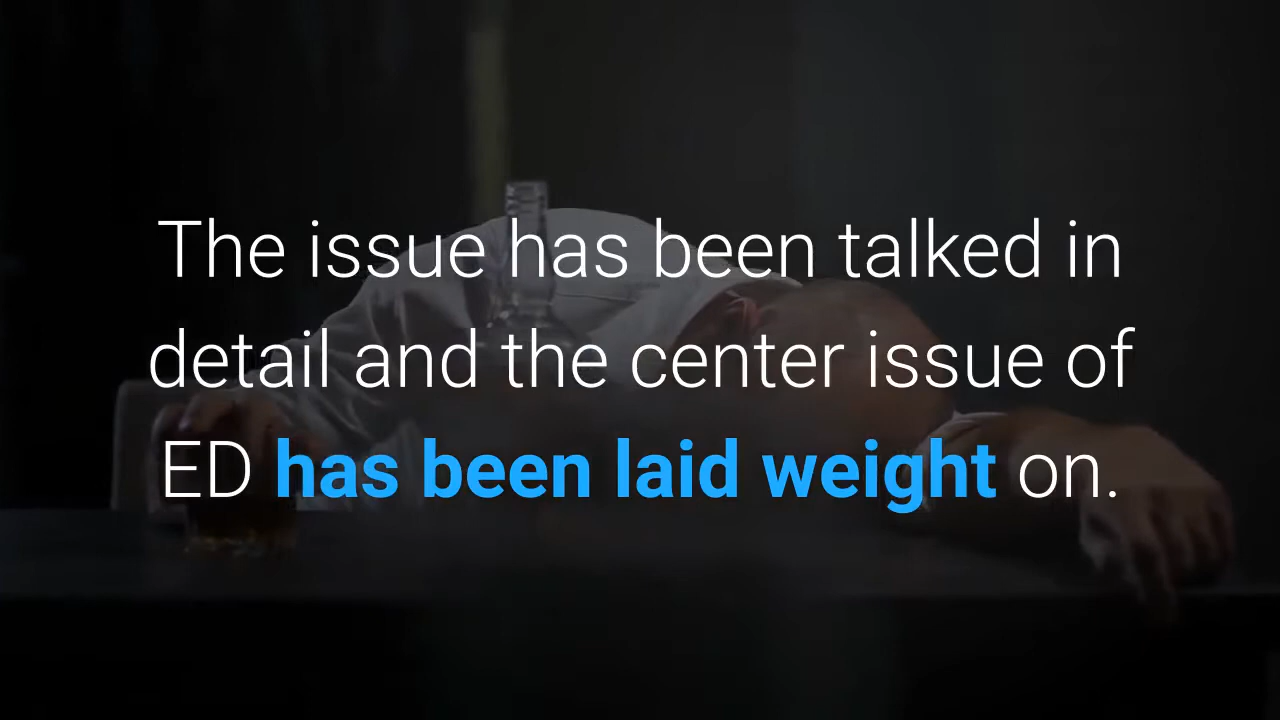 The issue has been talked in
detail and the center issue of
ED has been laid weight on.